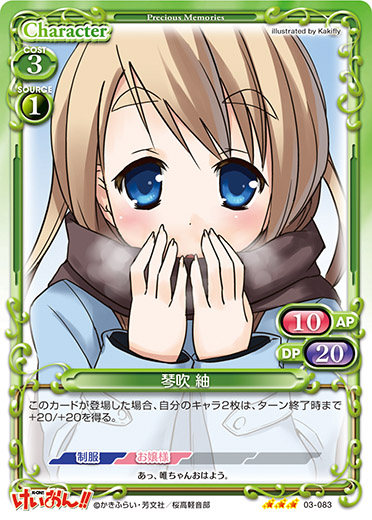 Precious Memories
Character
illustrated by Kakifly
COST
3
SOURCE
1
10 AP
DP 20
琴吹 紬
このカードが登場した場合、自分のキャラ2枚は、ターン終了時まで
+20/+20を得る。
制服 お嬢様
あっ、唯ちゃんおはよう。
けいおん!!
K-ON!
©かきふらい・芳文社/桜高軽音部
03-083